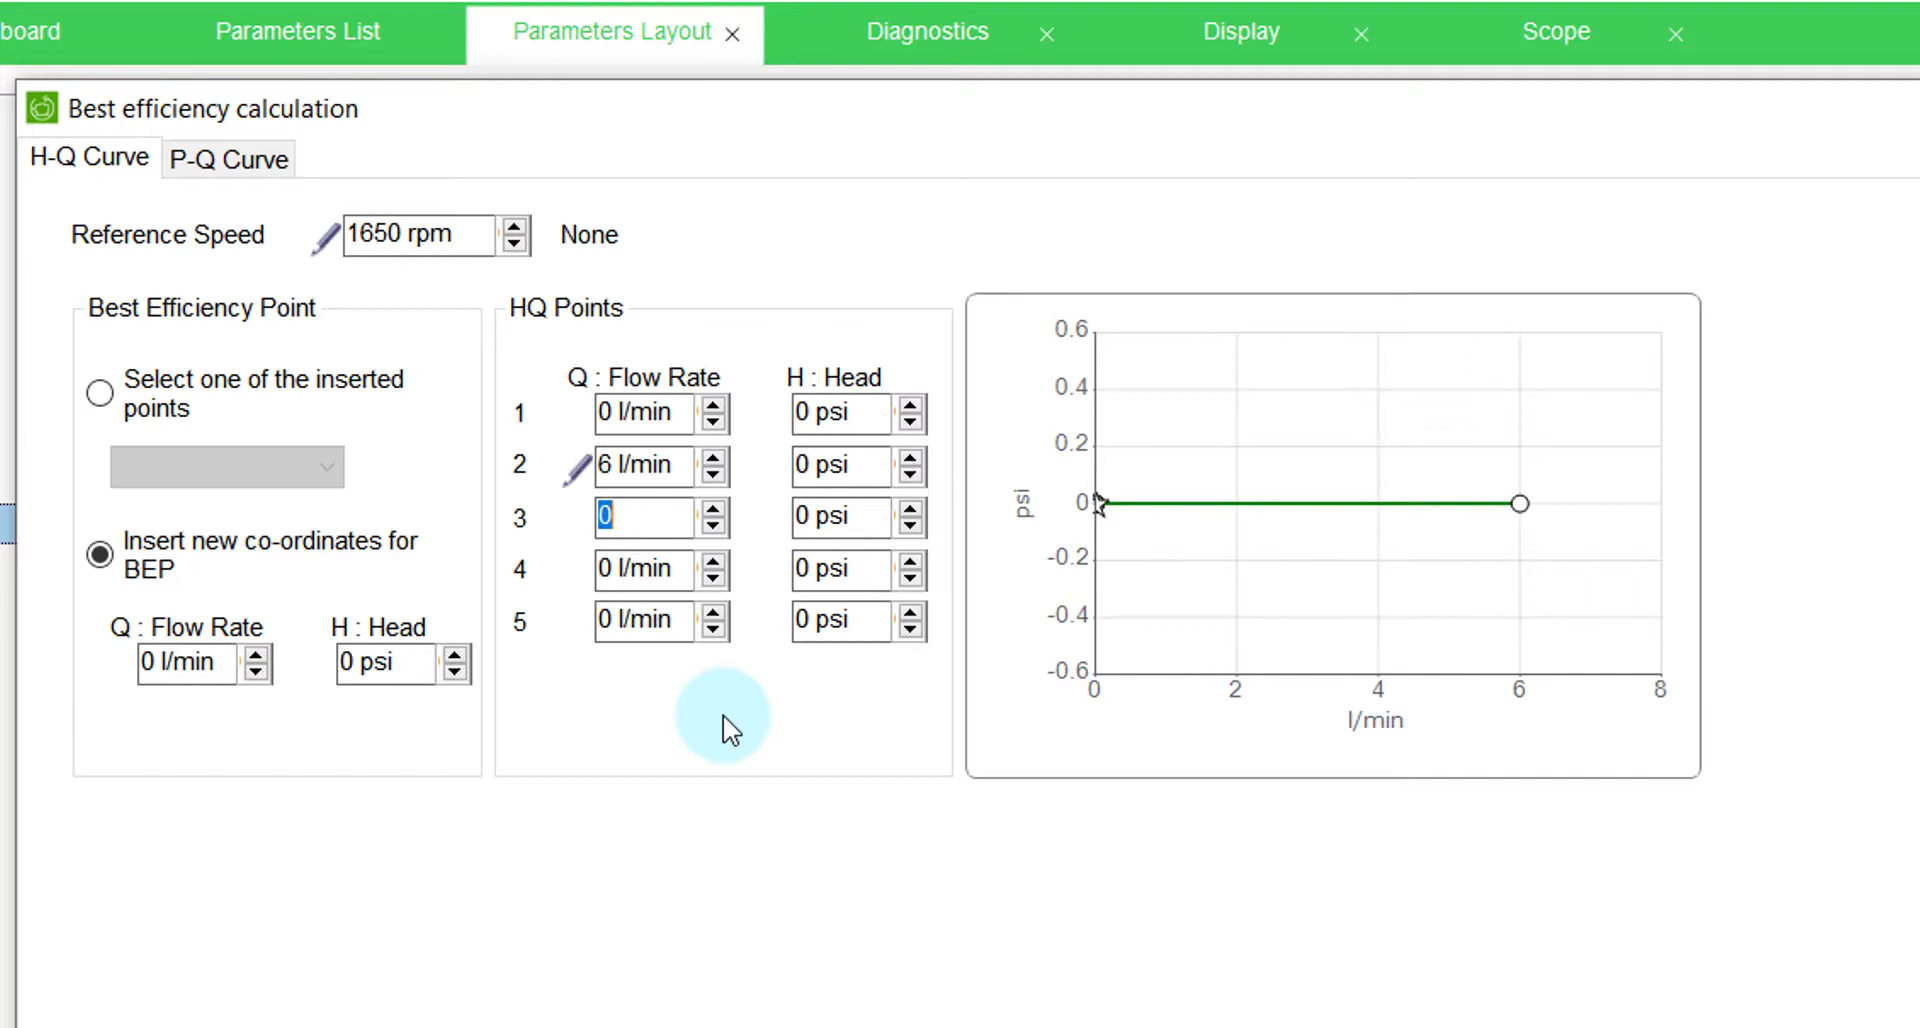 board Parameters List Parameters Layout Diagnostics Display Scope
Best efficiency calculation
H-Q Curve P-Q Curve
Reference Speed 1650 rpm None
Best Efficiency Point
Select one of the inserted
points
Insert new co-ordinates for
BEP
Q : Flow Rate H : Head
0 l/min 0 psi
HQ Points
Q : Flow Rate H : Head
1 0 l/min 0 psi
2 6 l/min 0 psi
3 0 0 psi
4 0 l/min 0 psi
5 0 l/min 0 psi
0.6
0.4
0.2
0
-0.2
-0.4
-0.6
psi
0 2 4 6 8
l/min